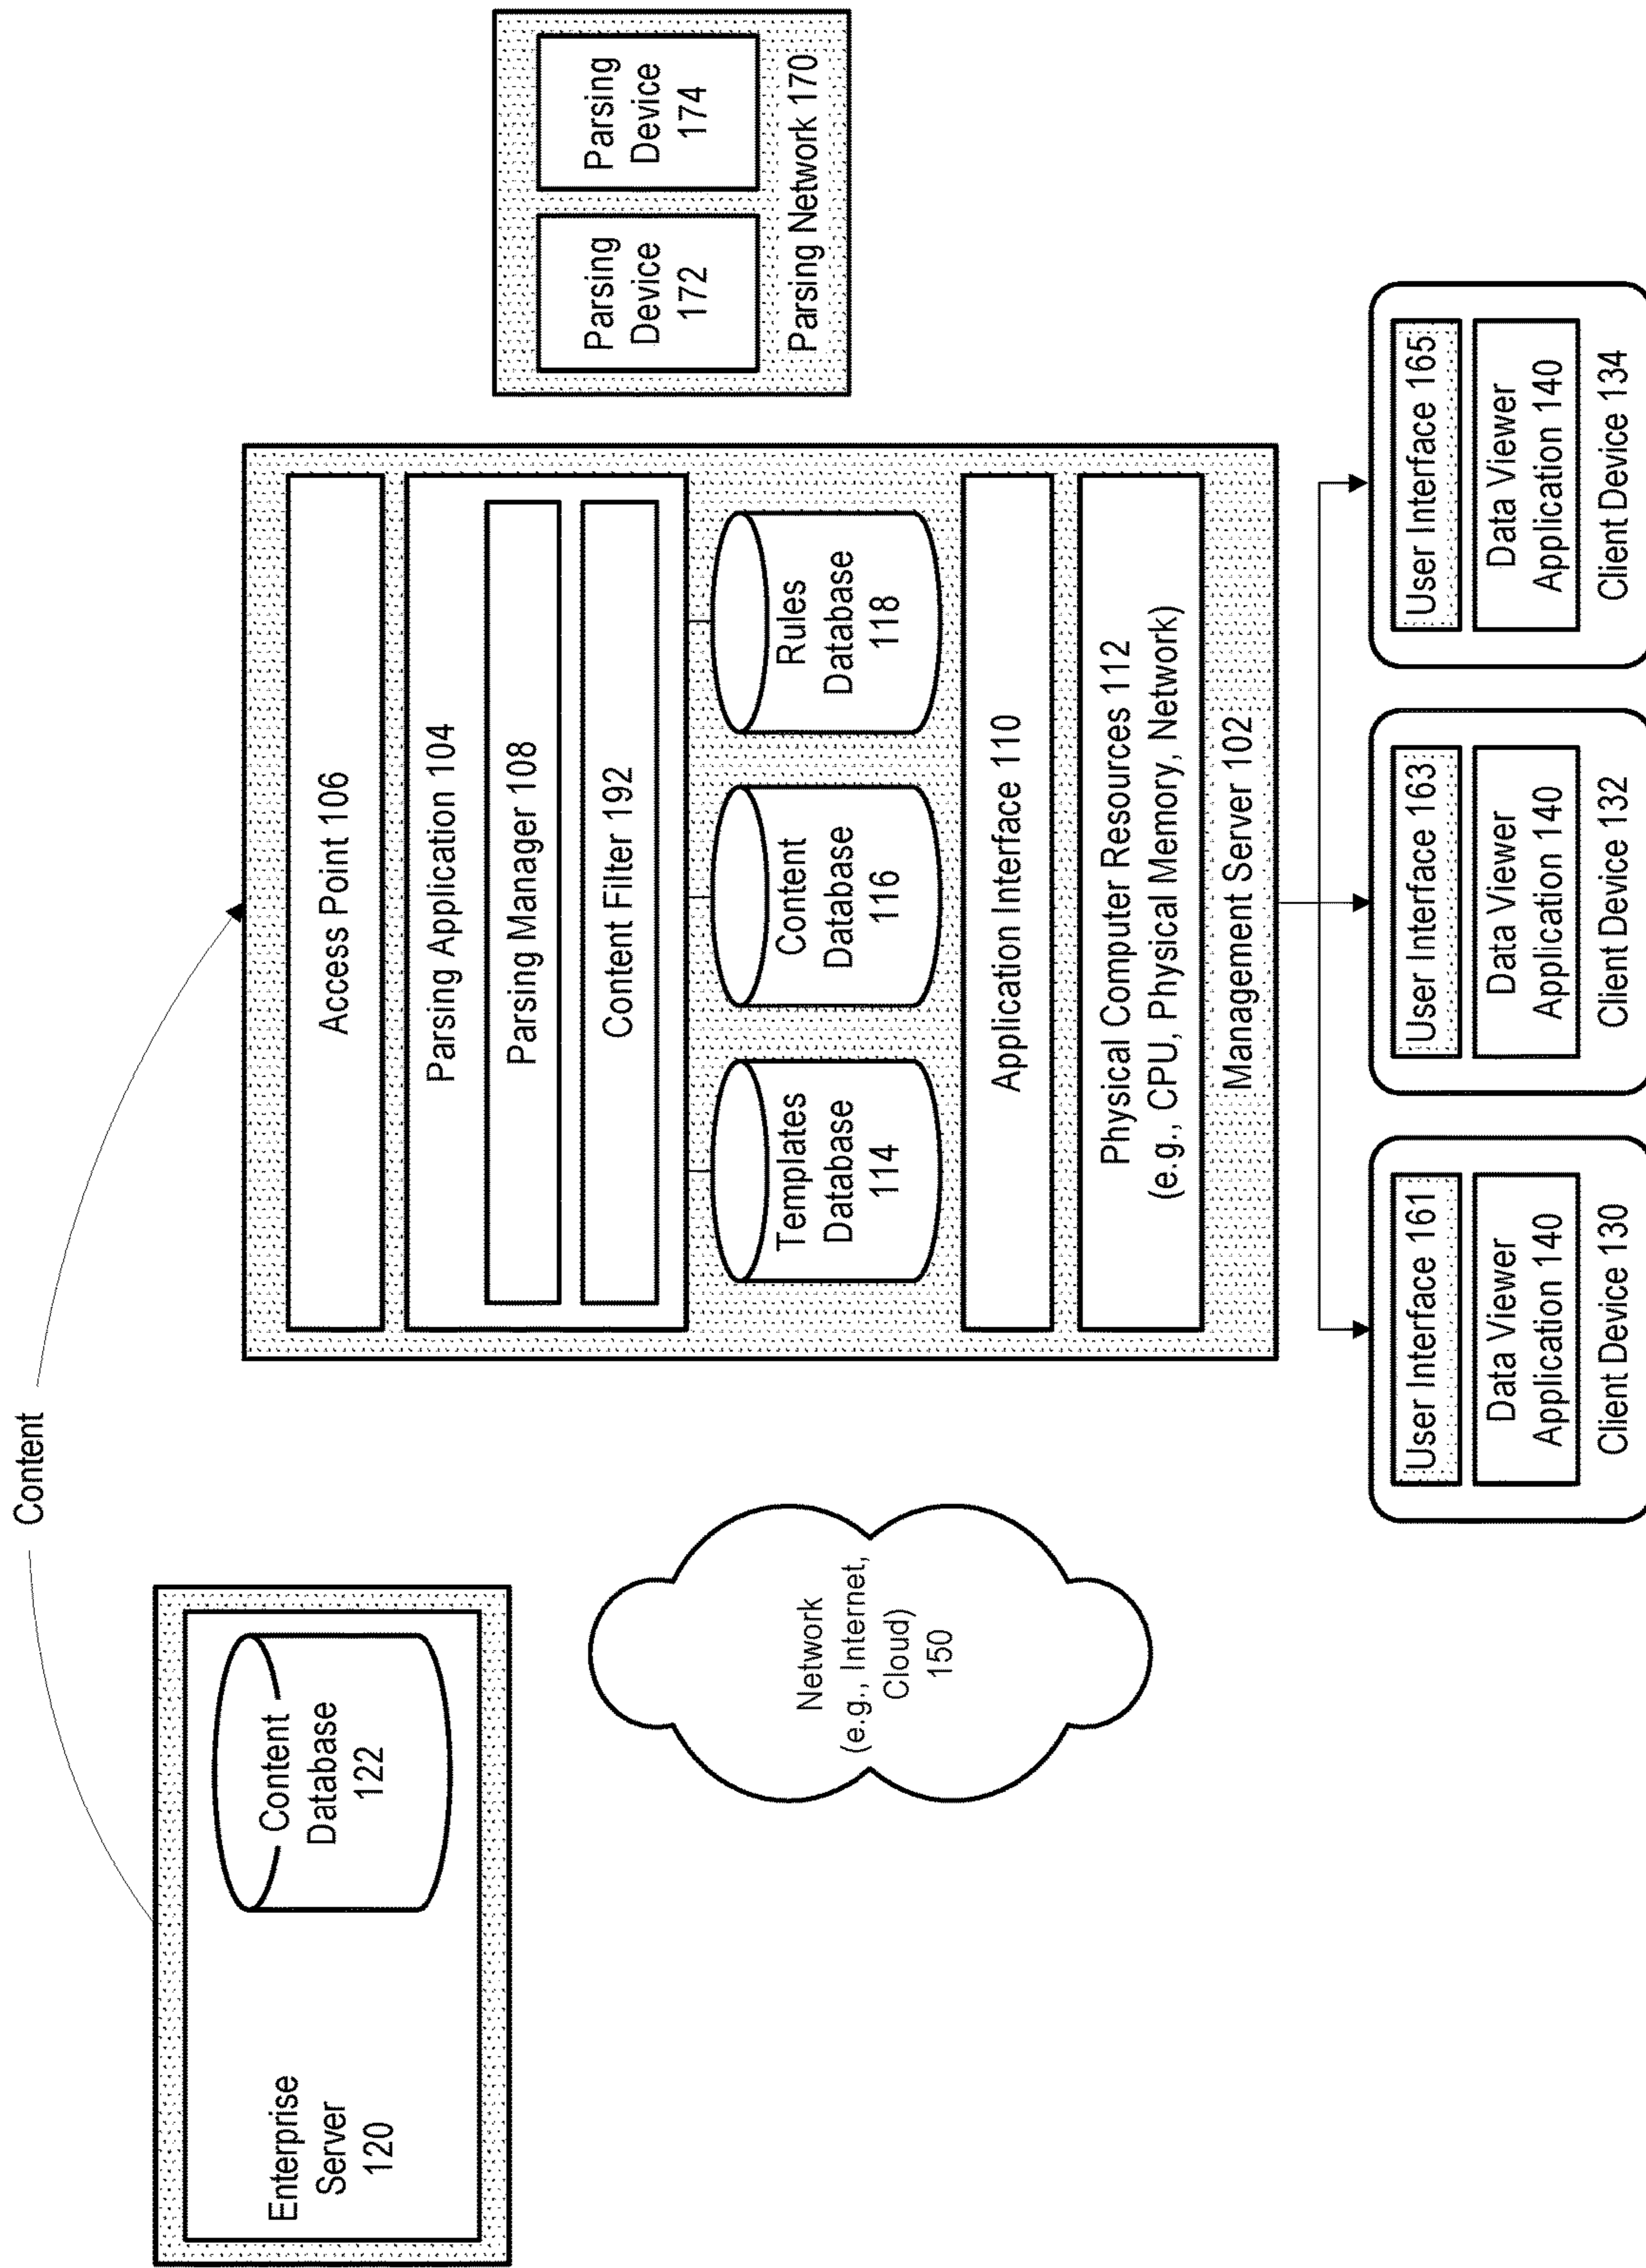 Content
Enterprise
Server
120
Content
Database
122
Network
(e.g., Internet,
Cloud)
150
Access Point 106
Parsing Application 104
Parsing Manager 108
Content Filter 192
Templates
Database
114
Content
Database
116
Rules
Database
118
Application Interface 110
Physical Computer Resources 112
(e.g., CPU, Physical Memory, Network)
Management Server 102
Parsing
Device
172
Parsing
Device
174
Parsing Network 170
User Interface 161
Data Viewer
Application 140
Client Device 130
User Interface 163
Data Viewer
Application 140
Client Device 132
User Interface 165
Data Viewer
Application 140
Client Device 134